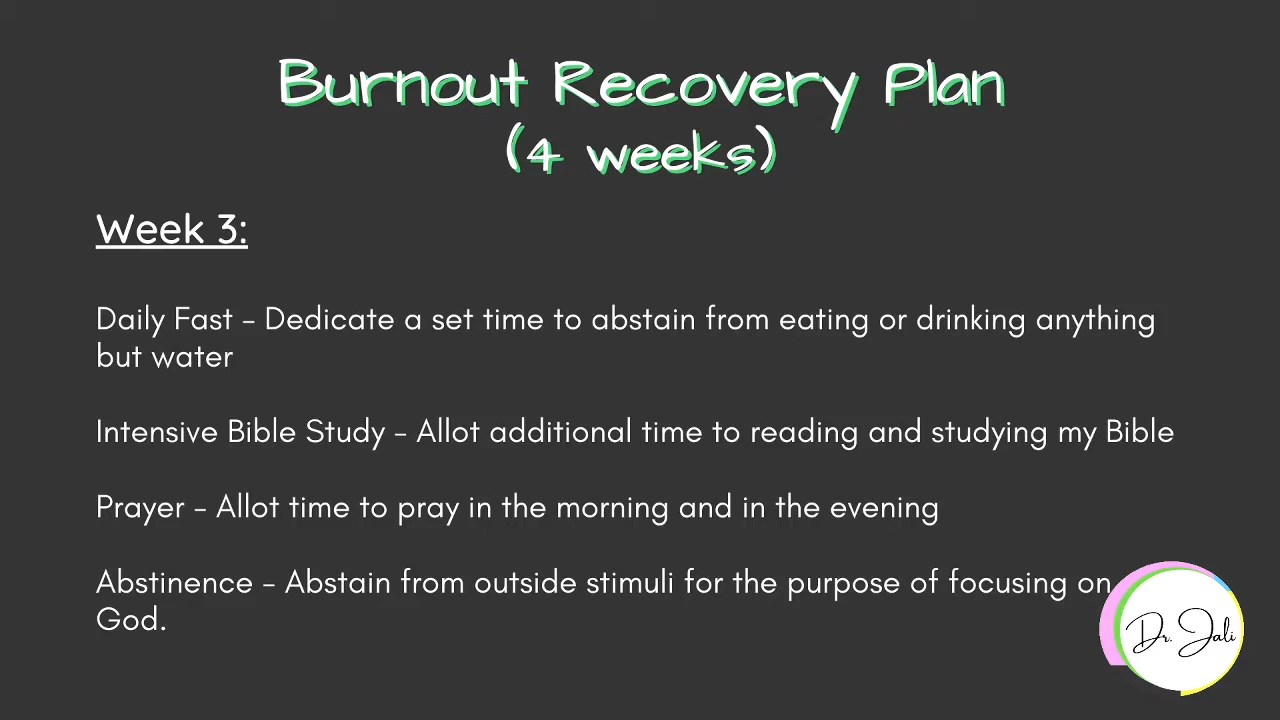 Burnout Recovery Plan
(4 weeks)
Week 3:
Daily Fast - Dedicate a set time to abstain from eating or drinking anything
but water
Intensive Bible Study - Allot additional time to reading and studying my Bible
Prayer - Allot time to pray in the morning and in the evening
Abstinence - Abstain from outside stimuli for the purpose of focusing on
God.
Dr. Jali